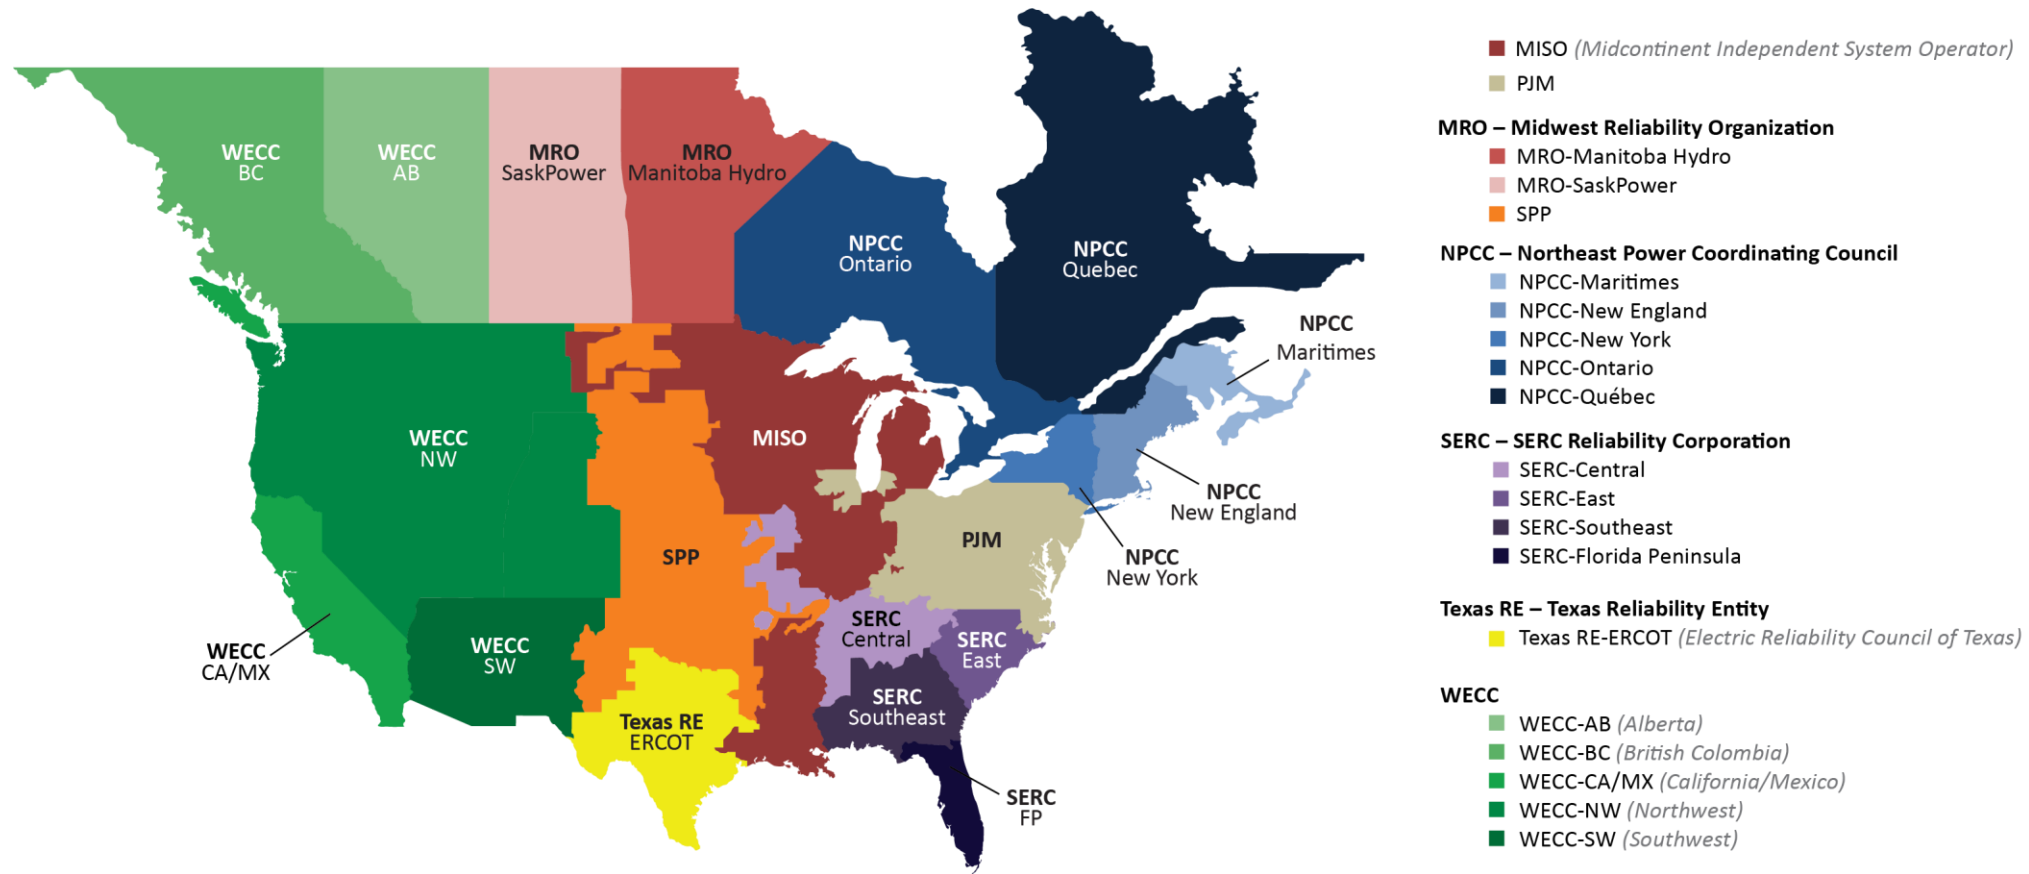 WECC
BC
WECC
AB
MRO
SaskPower
MRO
Manitoba Hydro
NPCC
Ontario
NPCC
Quebec
NPCC
Maritimes
WECC
NW
MISO
NPCC
New England
SPP
PJM
NPCC
New York
WECC
CA/MX
WECC
SW
SERC
Central
SERC
East
SERC
Southeast
Texas RE
ERCOT
SERC
FP
MISO (Midcontinent Independent System Operator)
PJM
MRO – Midwest Reliability Organization
MRO-Manitoba Hydro
MRO-SaskPower
SPP
NPCC – Northeast Power Coordinating Council
NPCC-Maritimes
NPCC-New England
NPCC-New York
NPCC-Ontario
NPCC-Québec
SERC – SERC Reliability Corporation
SERC-Central
SERC-East
SERC-Southeast
SERC-Florida Peninsula
Texas RE – Texas Reliability Entity
Texas RE-ERCOT (Electric Reliability Council of Texas)
WECC
WECC-AB (Alberta)
WECC-BC (British Colombia)
WECC-CA/MX (California/Mexico)
WECC-NW (Northwest)
WECC-SW (Southwest)